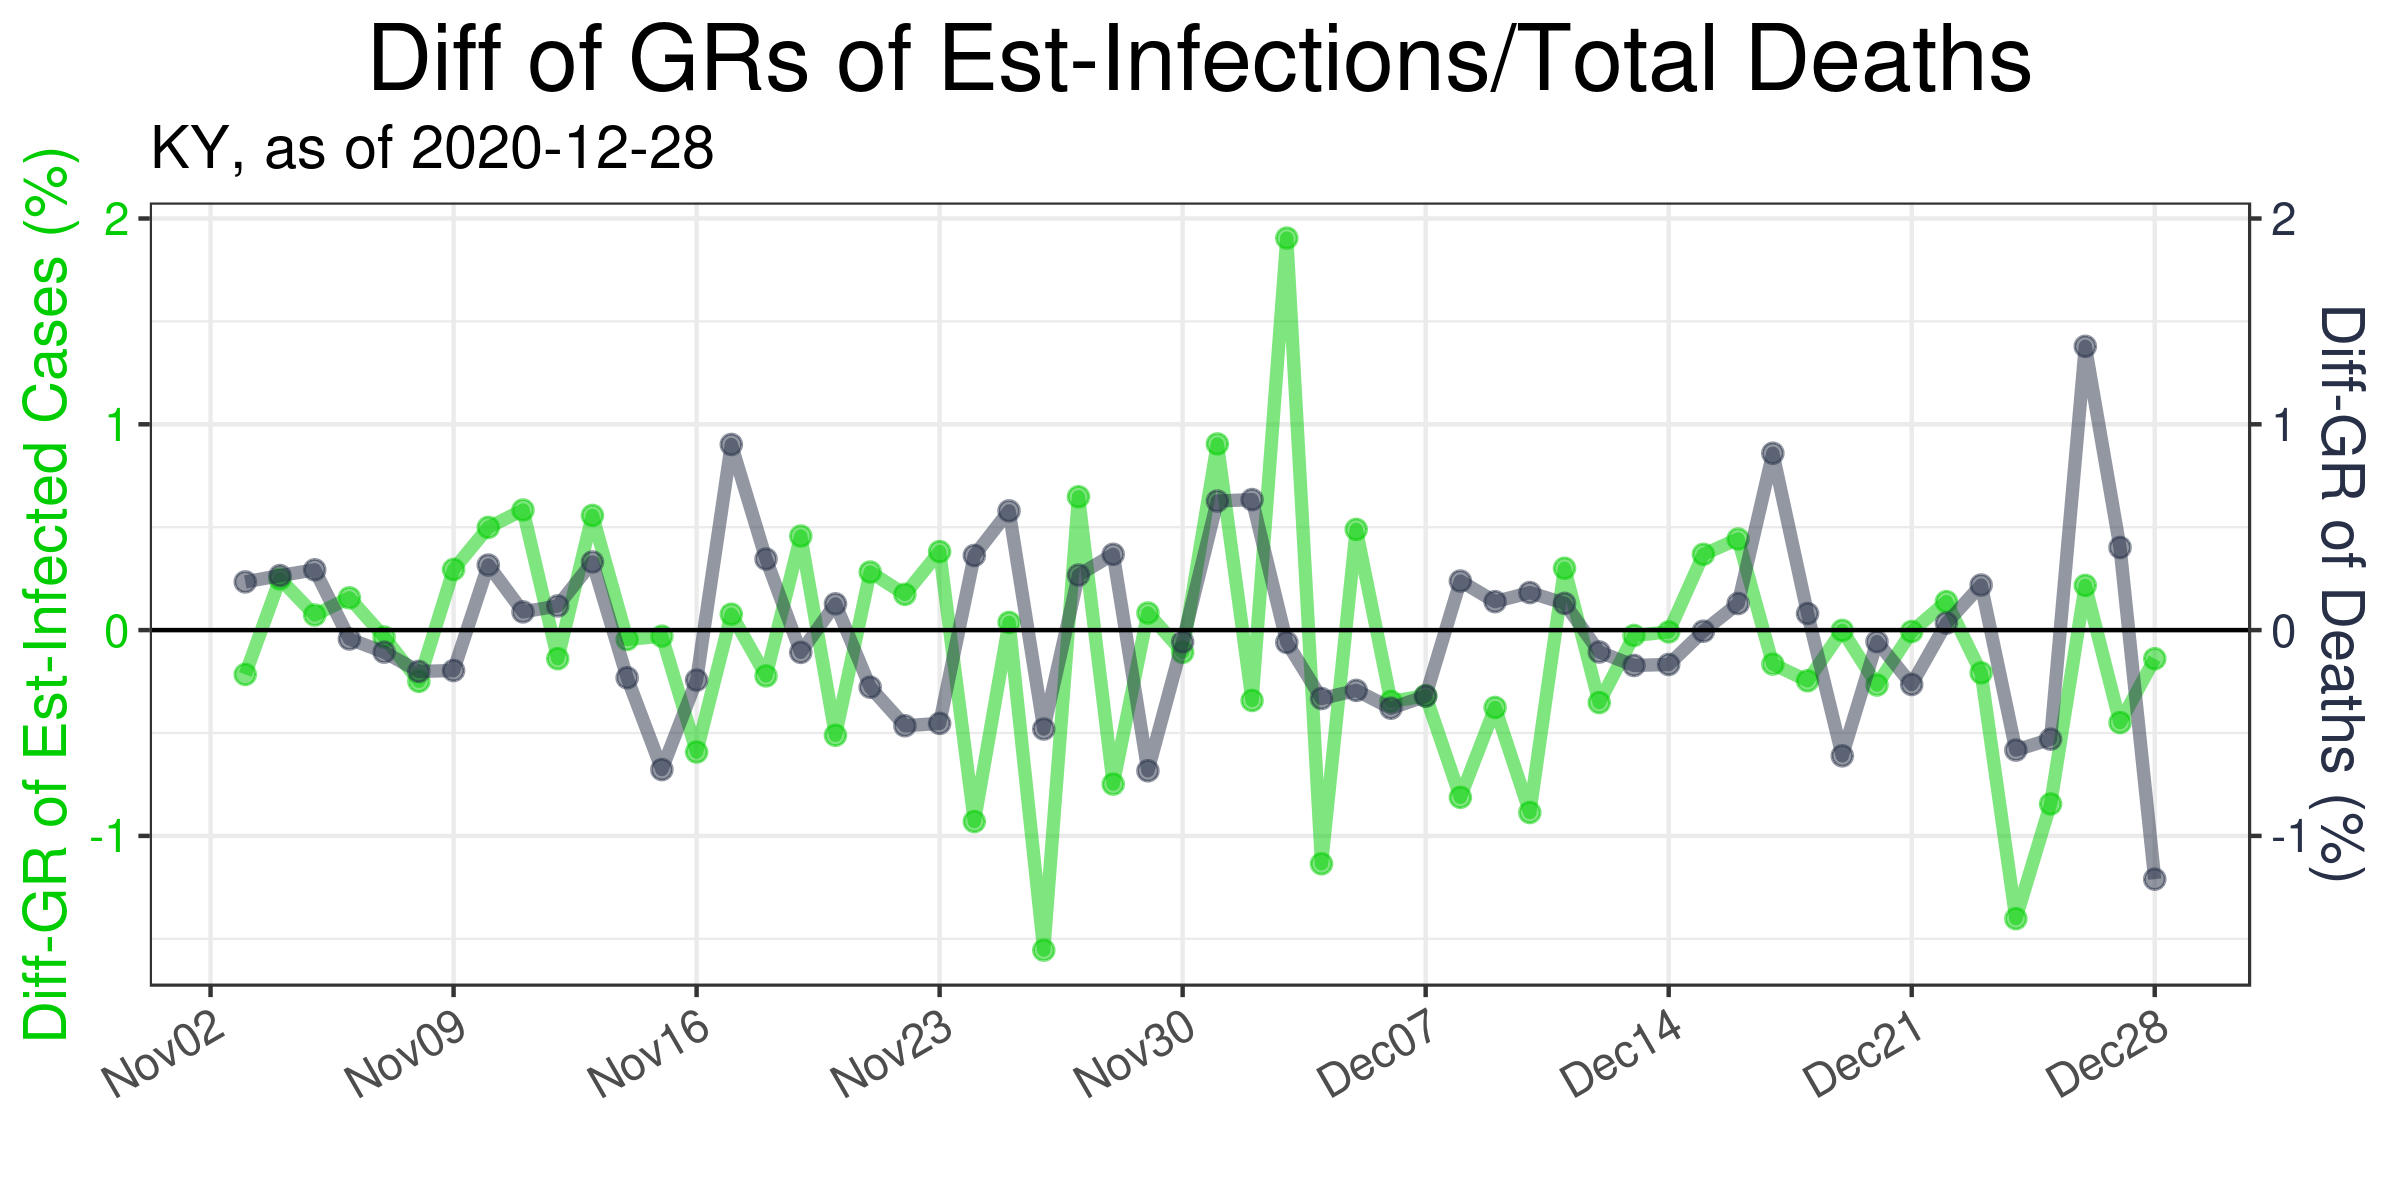 Diff of GRs of Est-Infections/Total Deaths
KY, as of 2020-12-28
Diff-GR of Est-Infected Cases (%)
2
1
0
-1
2
1
0
-1
Diff-GR of Deaths (%)
Nov02
Nov09
Nov16
Nov23
Nov30
Dec07
Dec14
Dec21
Dec28